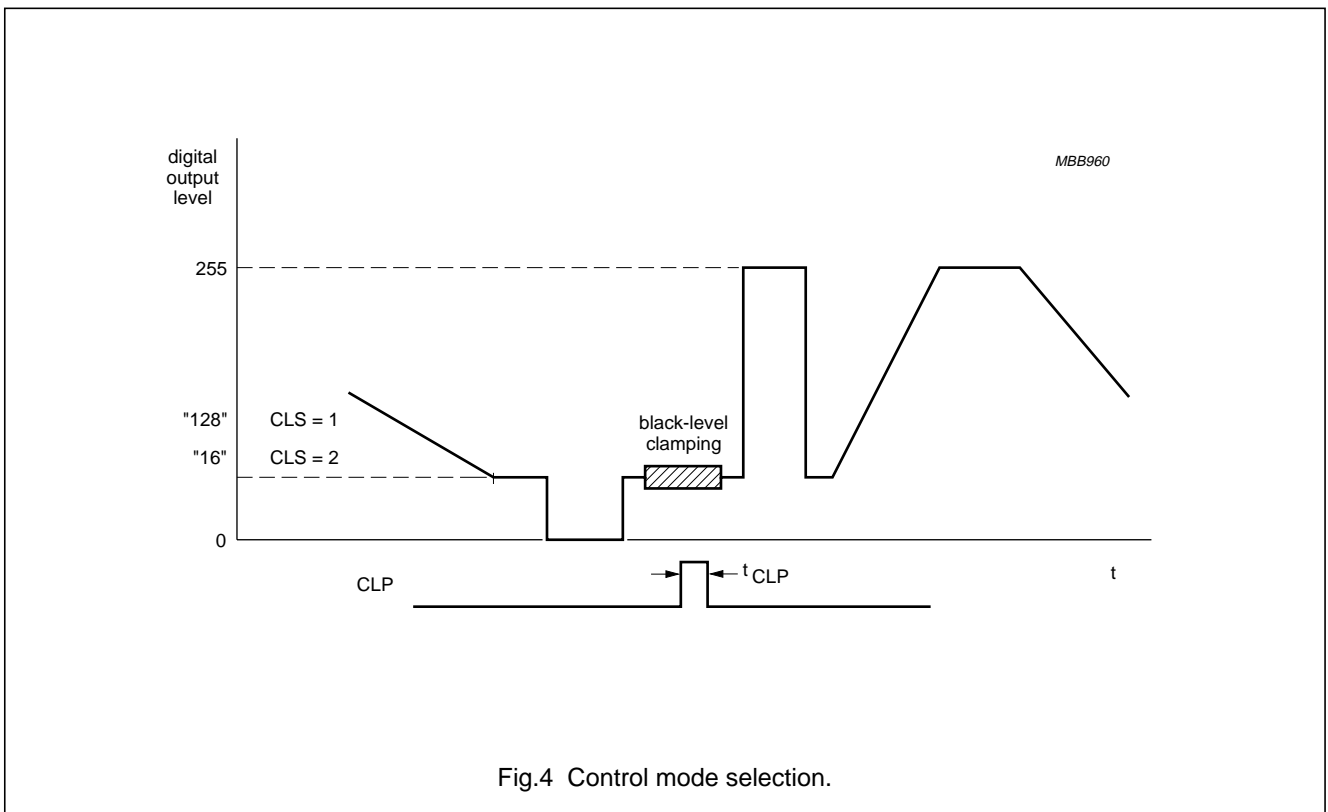 digital
output
level
MBB960
255
"128" CLS = 1
black-level
clamping
"16" CLS = 2
0
CLP
t CLP
t
Fig.4 Control mode selection.